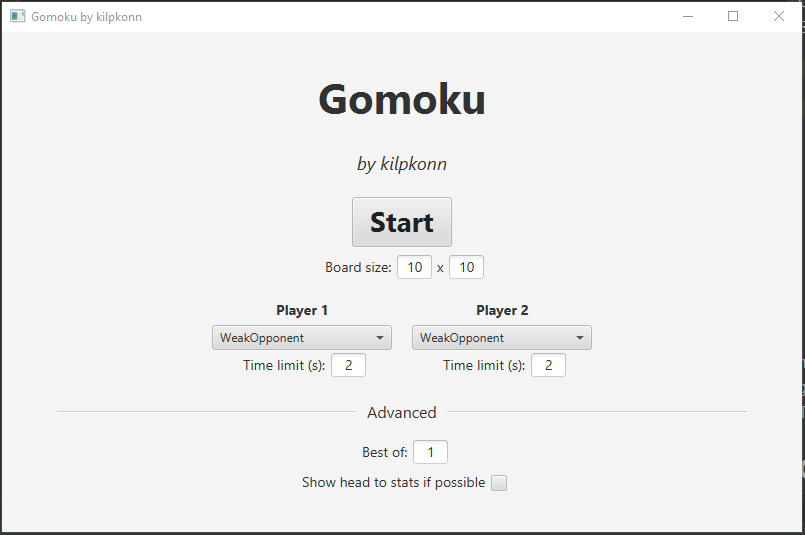 Gomoku by kilpkonn
Gomoku
by kilpkonn
Start
Board size: 10 x 10
Player 1 Player 2
WeakOpponent WeakOpponent
Time limit (s): 2 Time limit (s): 2
Advanced
Best of: 1
Show head to stats if possible